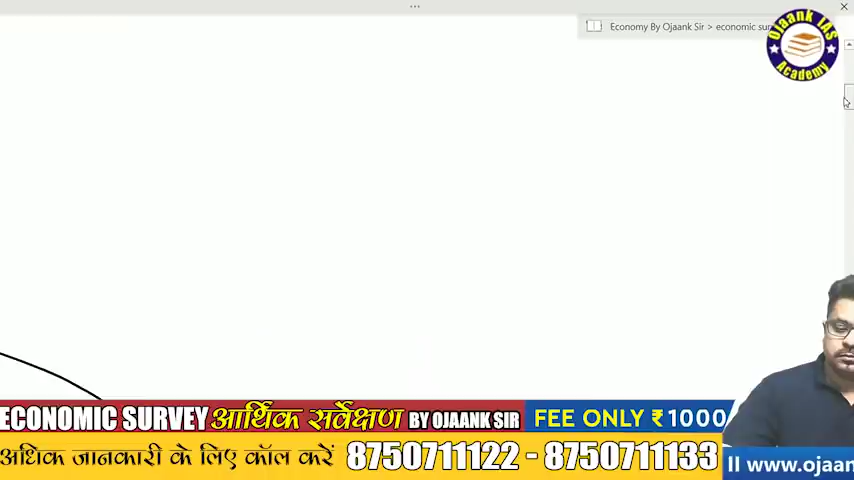 Economy By Ojaank Sir > economic sur
Ojaank IAS
Academy
ECONOMIC SURVEY आर्थिक सर्वेक्षण BY OJAANK SIR
FEE ONLY ₹1000
अधिक जानकारी के लिए कॉल करें 8750711122 - 8750711133
II www.ojaan